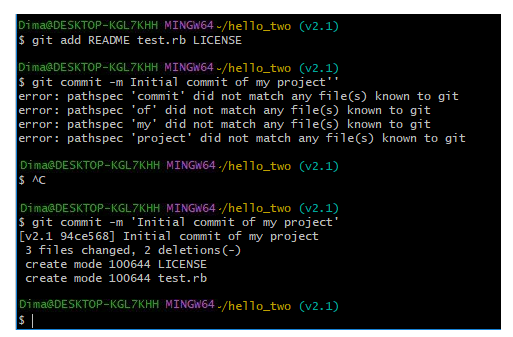 Dima@DESKTOP-KGL7KHH MINGW64 ~/hello_two (v2.1)
$ git add README test.rb LICENSE
Dima@DESKTOP-KGL7KHH MINGW64 ~/hello_two (v2.1)
$ git commit -m Initial commit of my project''
error: pathspec 'commit' did not match any file(s) known to git
error: pathspec 'of' did not match any file(s) known to git
error: pathspec 'my' did not match any file(s) known to git
error: pathspec 'project' did not match any file(s) known to git
Dima@DESKTOP-KGL7KHH MINGW64 ~/hello_two (v2.1)
$ ^C
Dima@DESKTOP-KGL7KHH MINGW64 ~/hello_two (v2.1)
$ git commit -m 'Initial commit of my project'
[v2.1 94ce568] Initial commit of my project
3 files changed, 2 deletions(-)
create mode 100644 LICENSE
create mode 100644 test.rb
Dima@DESKTOP-KGL7KHH MINGW64 ~/hello_two (v2.1)
$